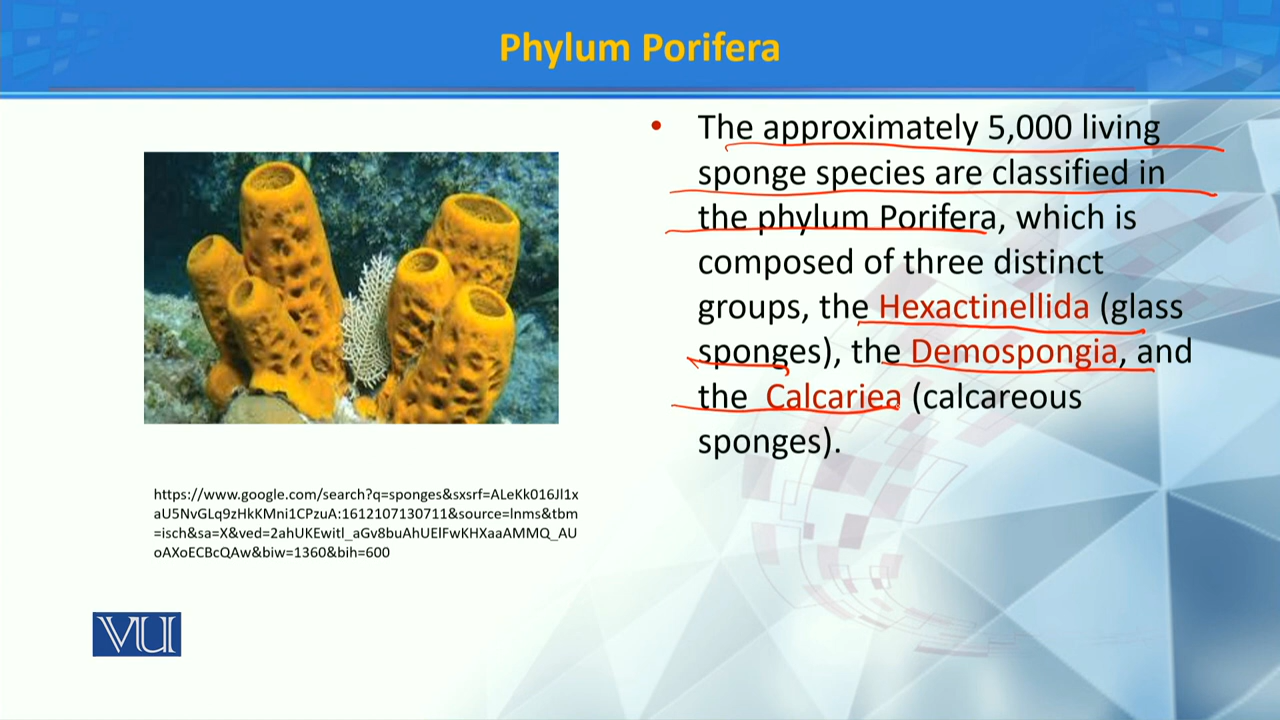 Phylum Porifera
• The approximately 5,000 living
sponge species are classified in
the phylum Porifera, which is
composed of three distinct
groups, the Hexactinellida (glass
sponges), the Demospongia, and
the Calcariea (calcareous
sponges).
https://www.google.com/search?q=sponges&sxsrf=ALeKk016Jl1x
aU5NvGLq9zHkKMni1CPzuA:1612107130711&source=lnms&tbm
=isch&sa=X&ved=2ahUKEwitl_aGv8buAhUElFwKHXaaAMMQ_AU
oAXoECBcQAw&biw=1360&bih=600
VU